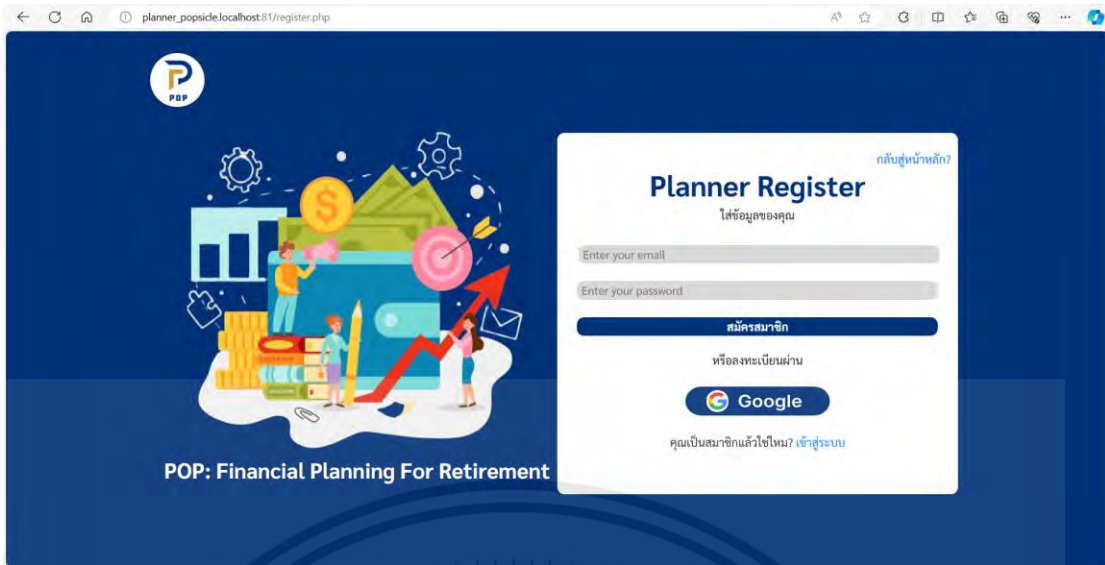 planner_popsicle.localhost:81/register.php
POP
กลับสู่หน้าหลัก?
Planner Register
ใส่ข้อมูลของคุณ
Enter your email
Enter your password
สมัครสมาชิก
หรือลงทะเบียนผ่าน
Google
คุณเป็นสมาชิกแล้วใช่ไหม? เข้าสู่ระบบ
POP: Financial Planning For Retirement